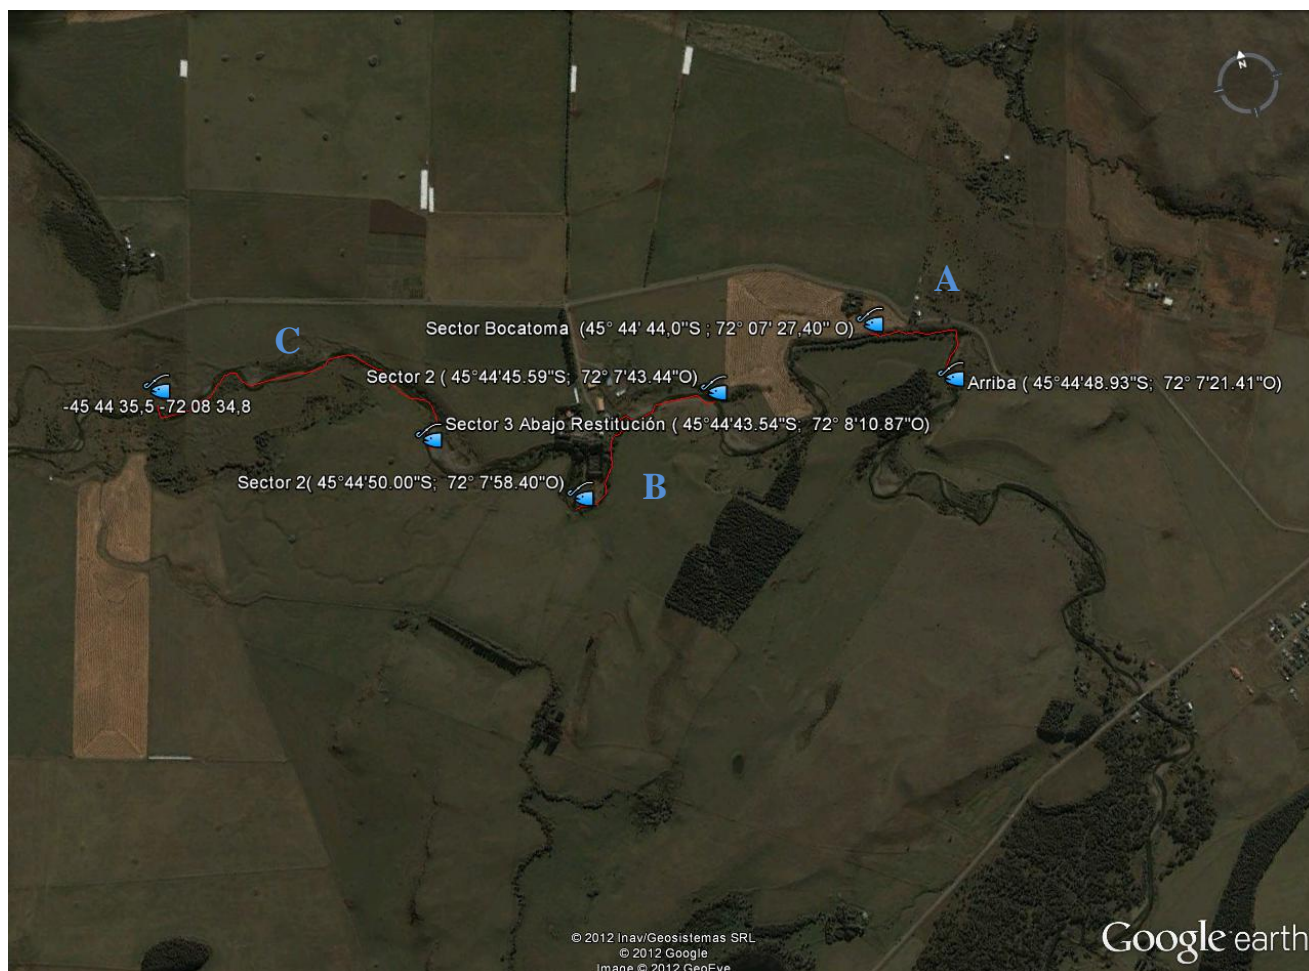 N
A
Sector Bocatoma (45° 44' 44,0"S ; 72° 07' 27,40" O)
C
Sector 2 ( 45°44'45.59"S; 72° 7'43.44"O)
Arriba ( 45°44'48.93"S; 72° 7'21.41"O)
-45 44 35,5 -72 08 34,8
Sector 3 Abajo Restitución ( 45°44'43.54"S; 72° 8'10.87"O)
Sector 2( 45°44'50.00"S; 72° 7'58.40"O)
B
© 2012 Inav/Geosistemas SRL
© 2012 Google
Image © 2012 GeoEye
Google earth